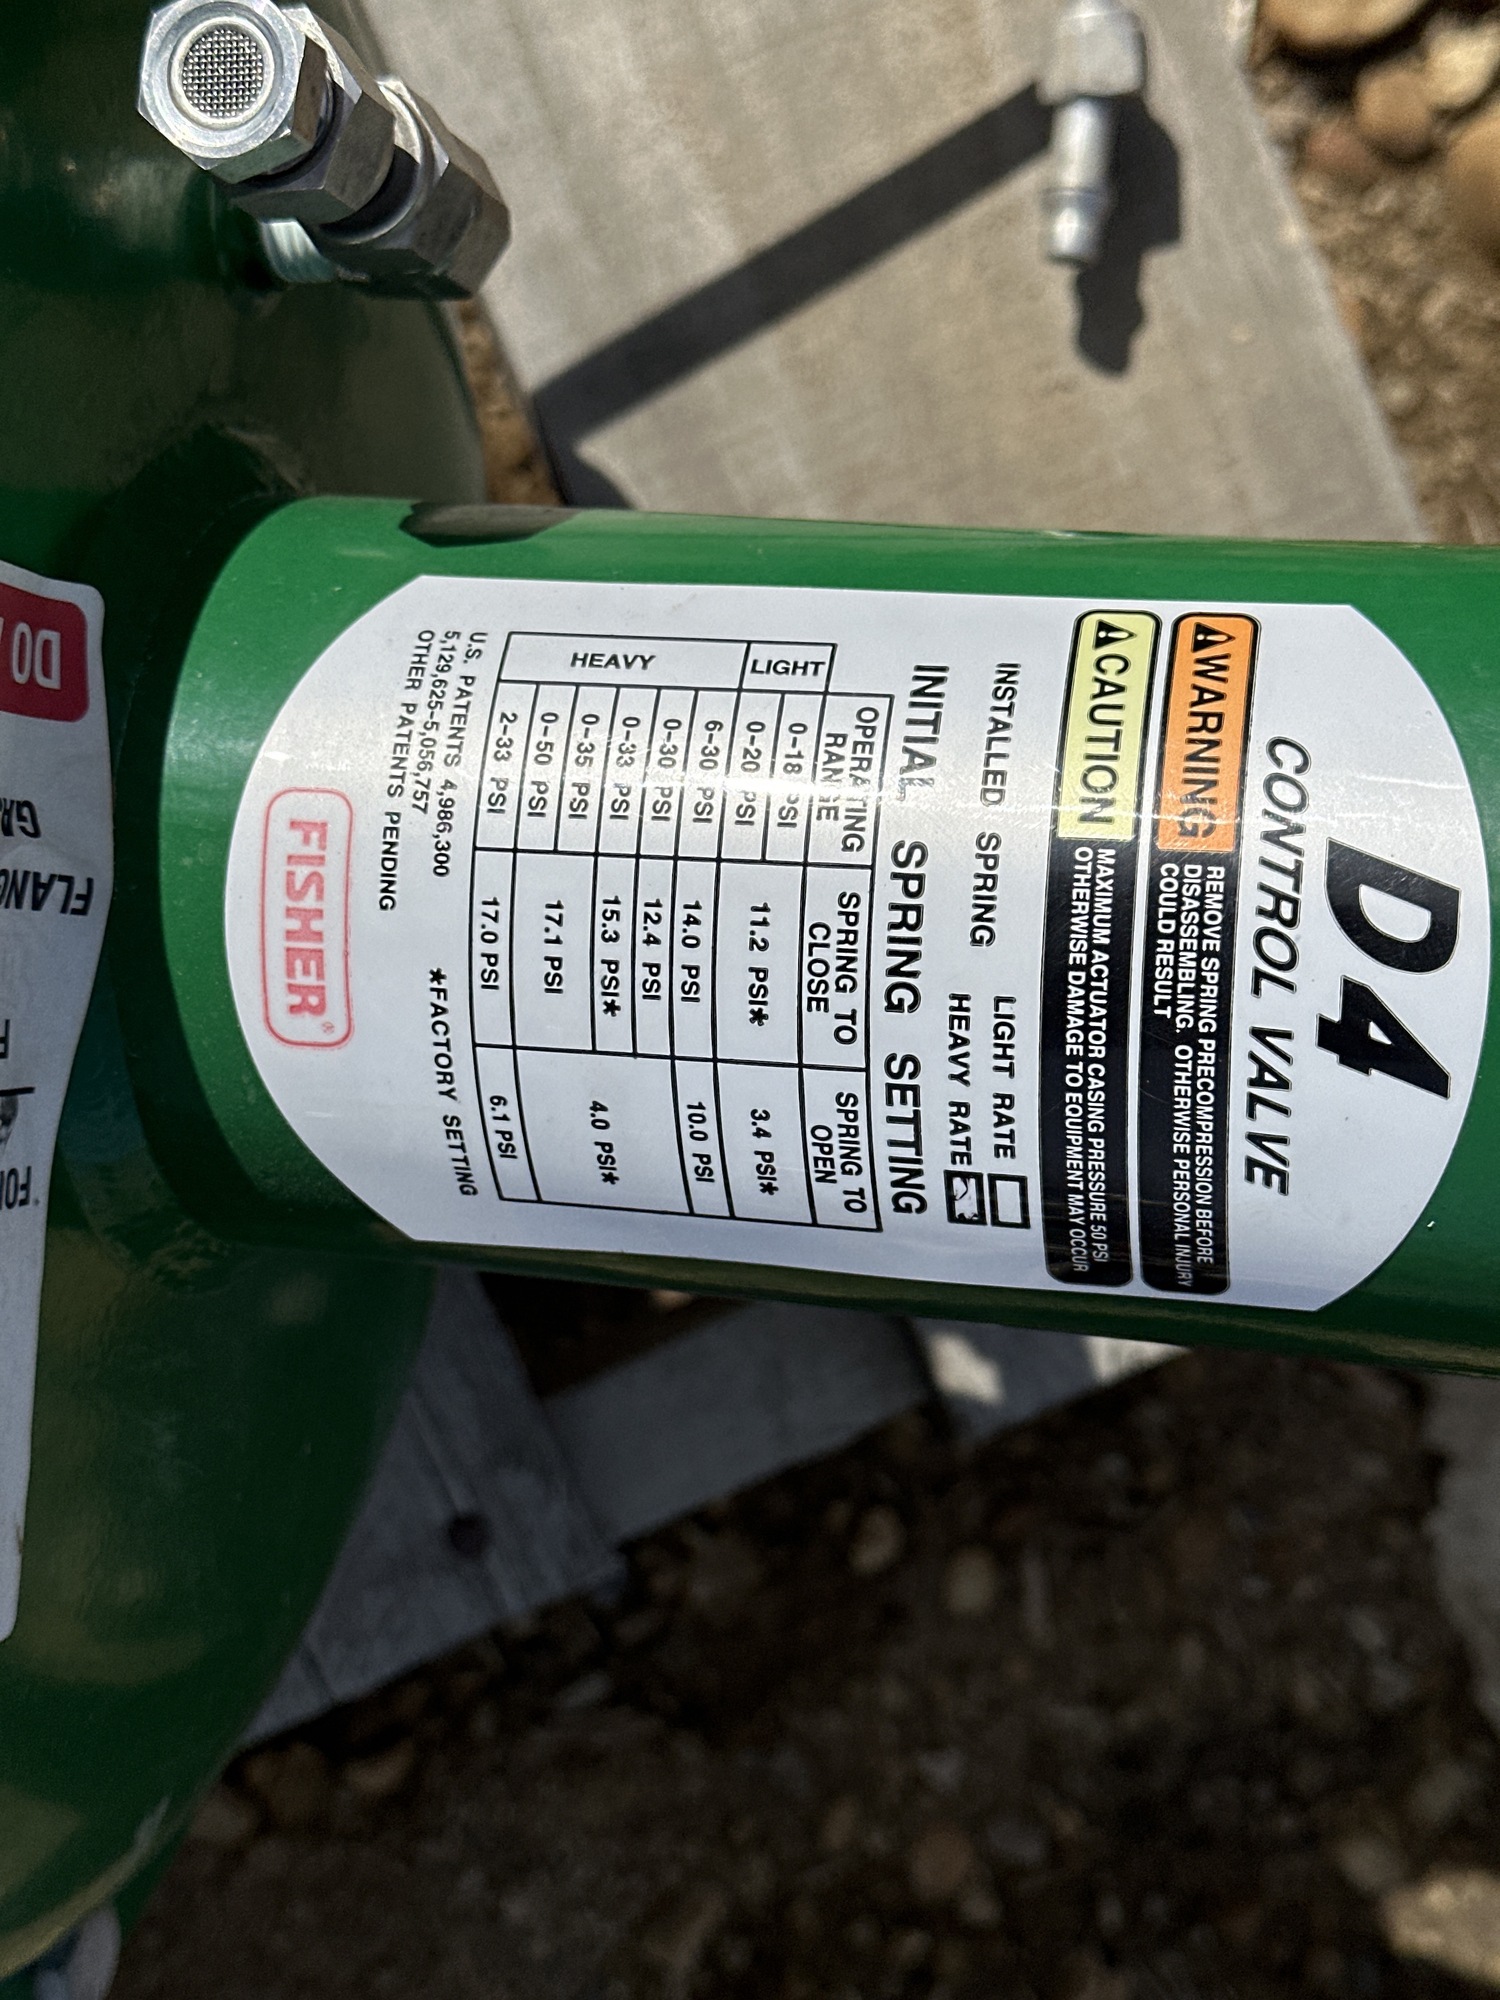 D4
CONTROL VALVE
WARNING
REMOVE SPRING PRECOMPRESSION BEFORE
DISASSEMBLING. OTHERWISE PERSONAL INJURY
COULD RESULT
CAUTION
MAXIMUM ACTUATOR CASING PRESSURE 50 PSI
OTHERWISE DAMAGE TO EQUIPMENT MAY OCCUR
INSTALLED SPRING LIGHT RATE
HEAVY RATE
INITIAL SPRING SETTING
OPERATING RANGE SPRING TO CLOSE SPRING TO OPEN
LIGHT 0-18 PSI 11.2 PSI* 3.4 PSI*
0-20 PSI
HEAVY 6-30 PSI 14.0 PSI 10.0 PSI
0-30 PSI 12.4 PSI 4.0 PSI*
0-33 PSI 15.3 PSI*
0-35 PSI 17.1 PSI
0-50 PSI
2-33 PSI 17.0 PSI 6.1 PSI
U.S. PATENTS 4,986,300
5,129,625-5,056,757
OTHER PATENTS PENDING
*FACTORY SETTING
FISHER®
DO
FLANG